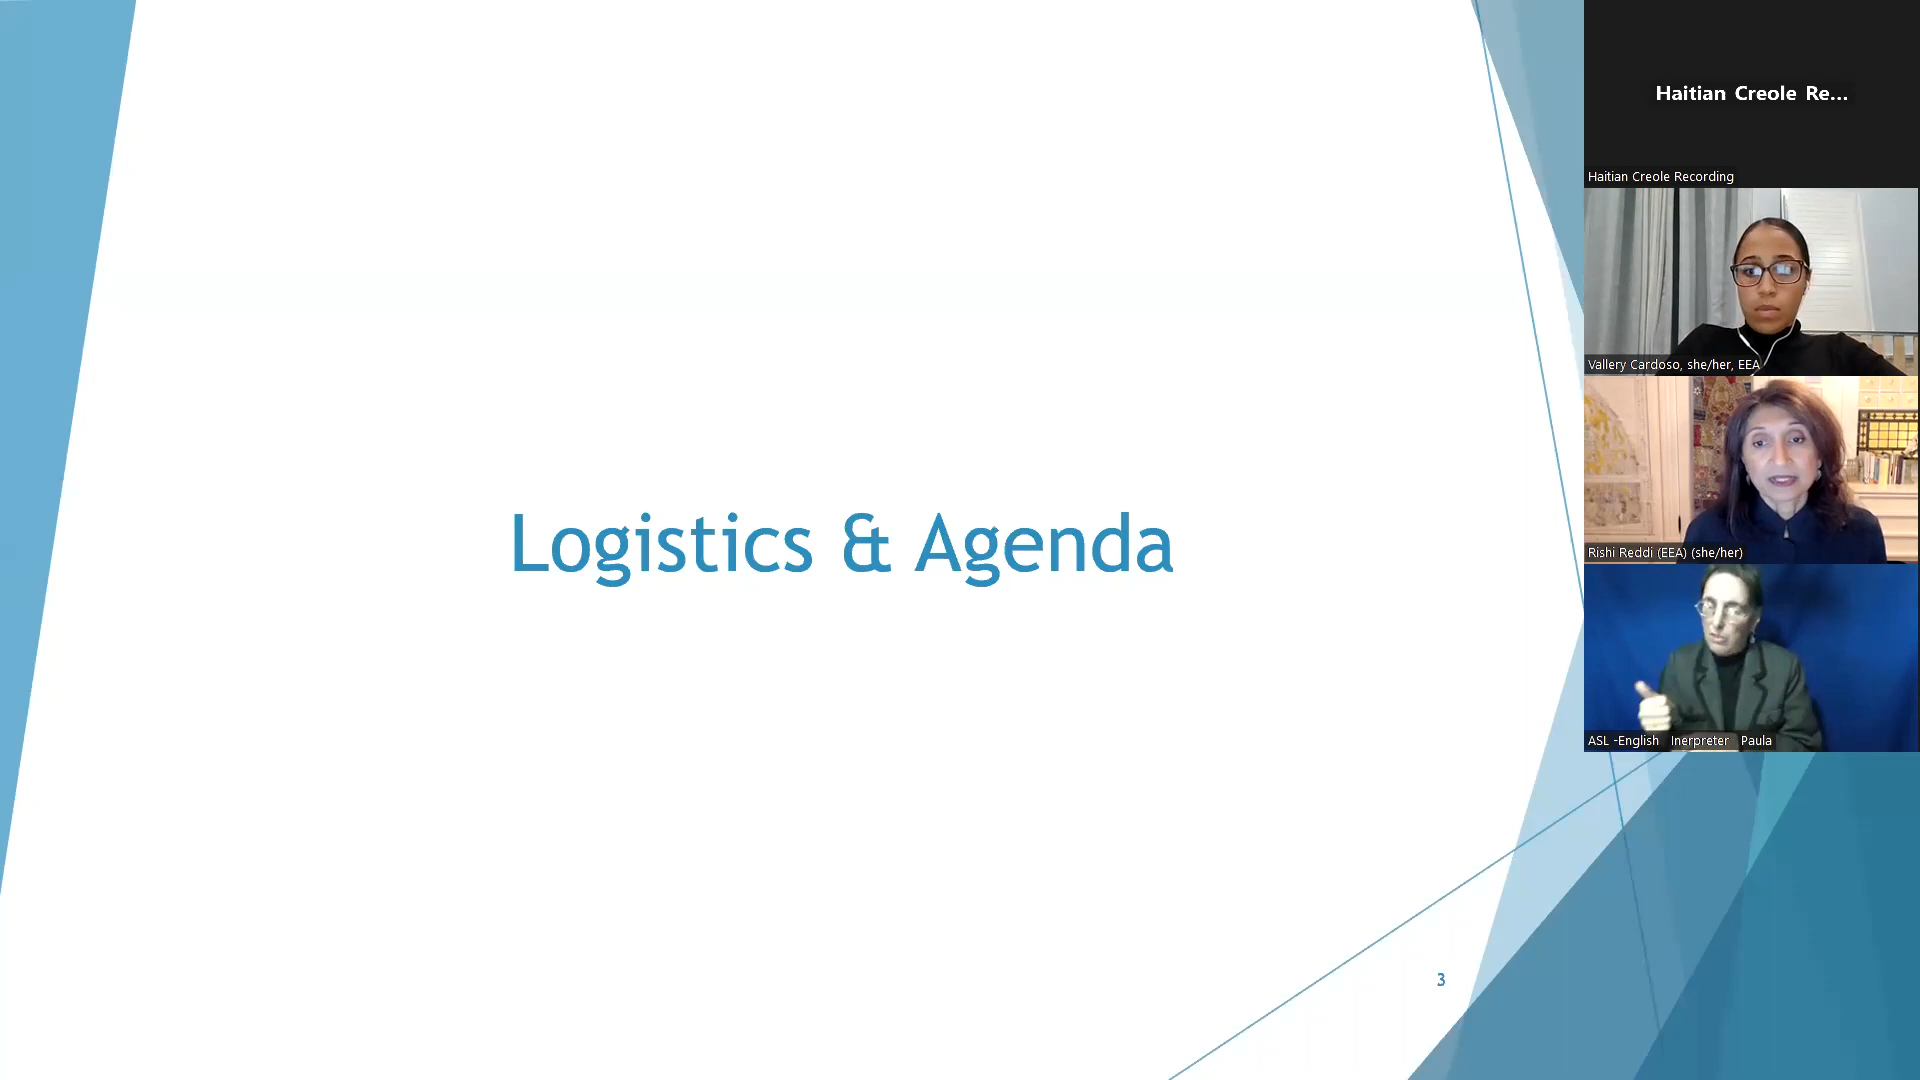 Logistics & Agenda
3
Haitian Creole Re...
Haitian Creole Recording
Vallery Cardoso, she/her, EEA
Rishi Reddi (EEA) (she/her)
ASL -English Inerpreter Paula